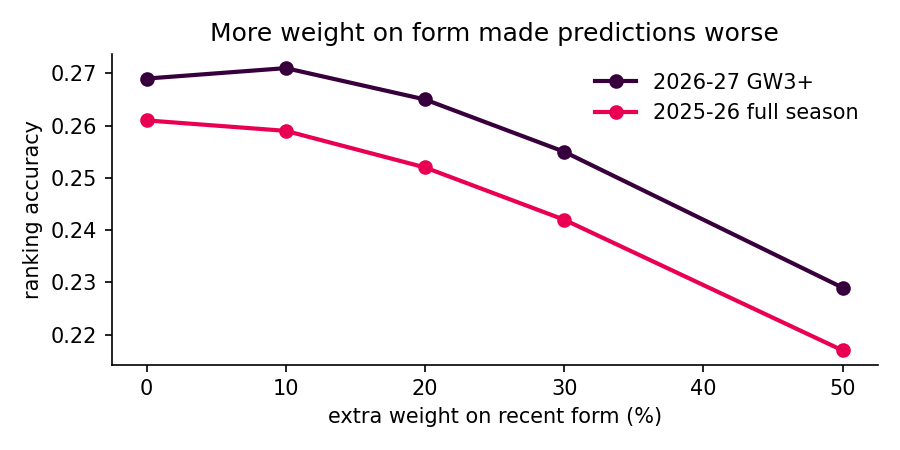 More weight on form made predictions worse
2026-27 GW3+
2025-26 full season
ranking accuracy
0.27
0.26
0.25
0.24
0.23
0.22
0 10 20 30 40 50
extra weight on recent form (%)